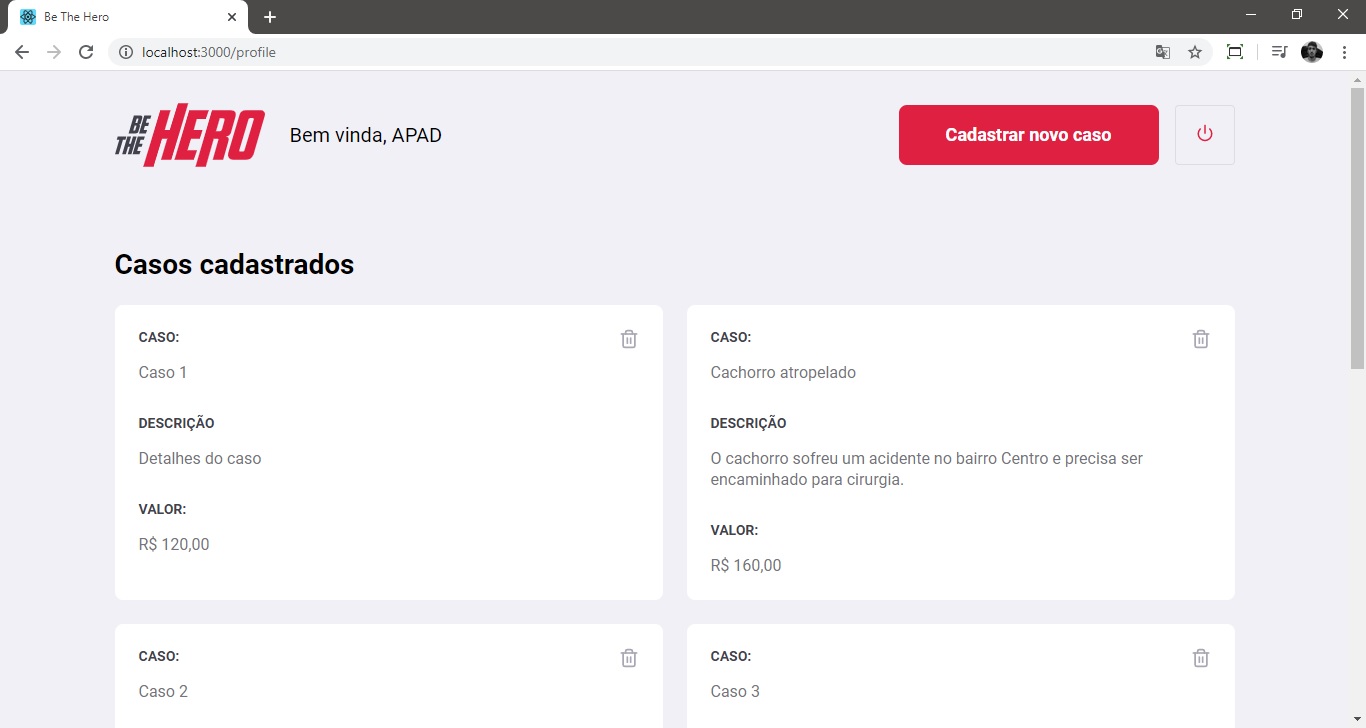 Be The Hero
localhost:3000/profile
BE THE HERO
Bem vinda, APAD
Cadastrar novo caso
Casos cadastrados
CASO:
Caso 1
DESCRIÇÃO
Detalhes do caso
VALOR:
R$ 120,00
CASO:
Cachorro atropelado
DESCRIÇÃO
O cachorro sofreu um acidente no bairro Centro e precisa ser
encaminhado para cirurgia.
VALOR:
R$ 160,00
CASO:
Caso 2
CASO:
Caso 3